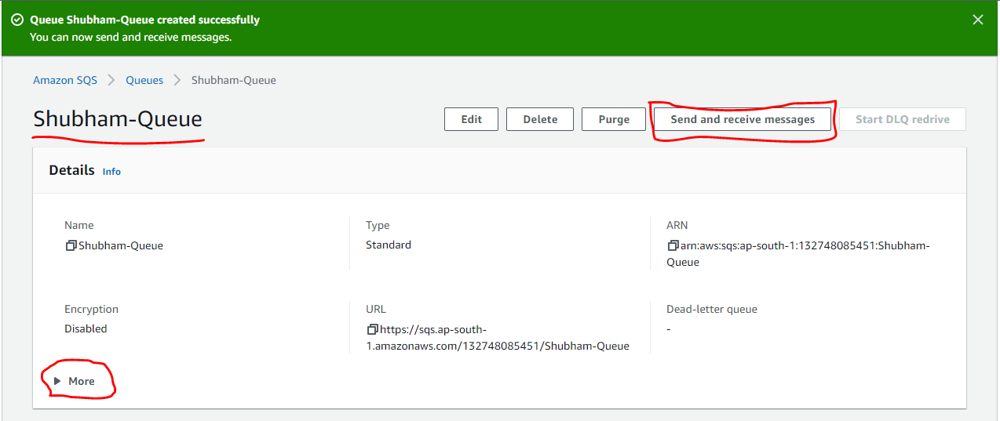 Queue Shubham-Queue created successfully
You can now send and receive messages.
Amazon SQS > Queues > Shubham-Queue
Shubham-Queue
Edit Delete Purge Send and receive messages Start DLQ redrive
Details Info
Name
Shubham-Queue
Type
Standard
ARN
arn:aws:sqs:ap-south-1:132748085451:Shubham-
Queue
Encryption
Disabled
URL
https://sqs.ap-south-
1.amazonaws.com/132748085451/Shubham-Queue
Dead-letter queue
-
More